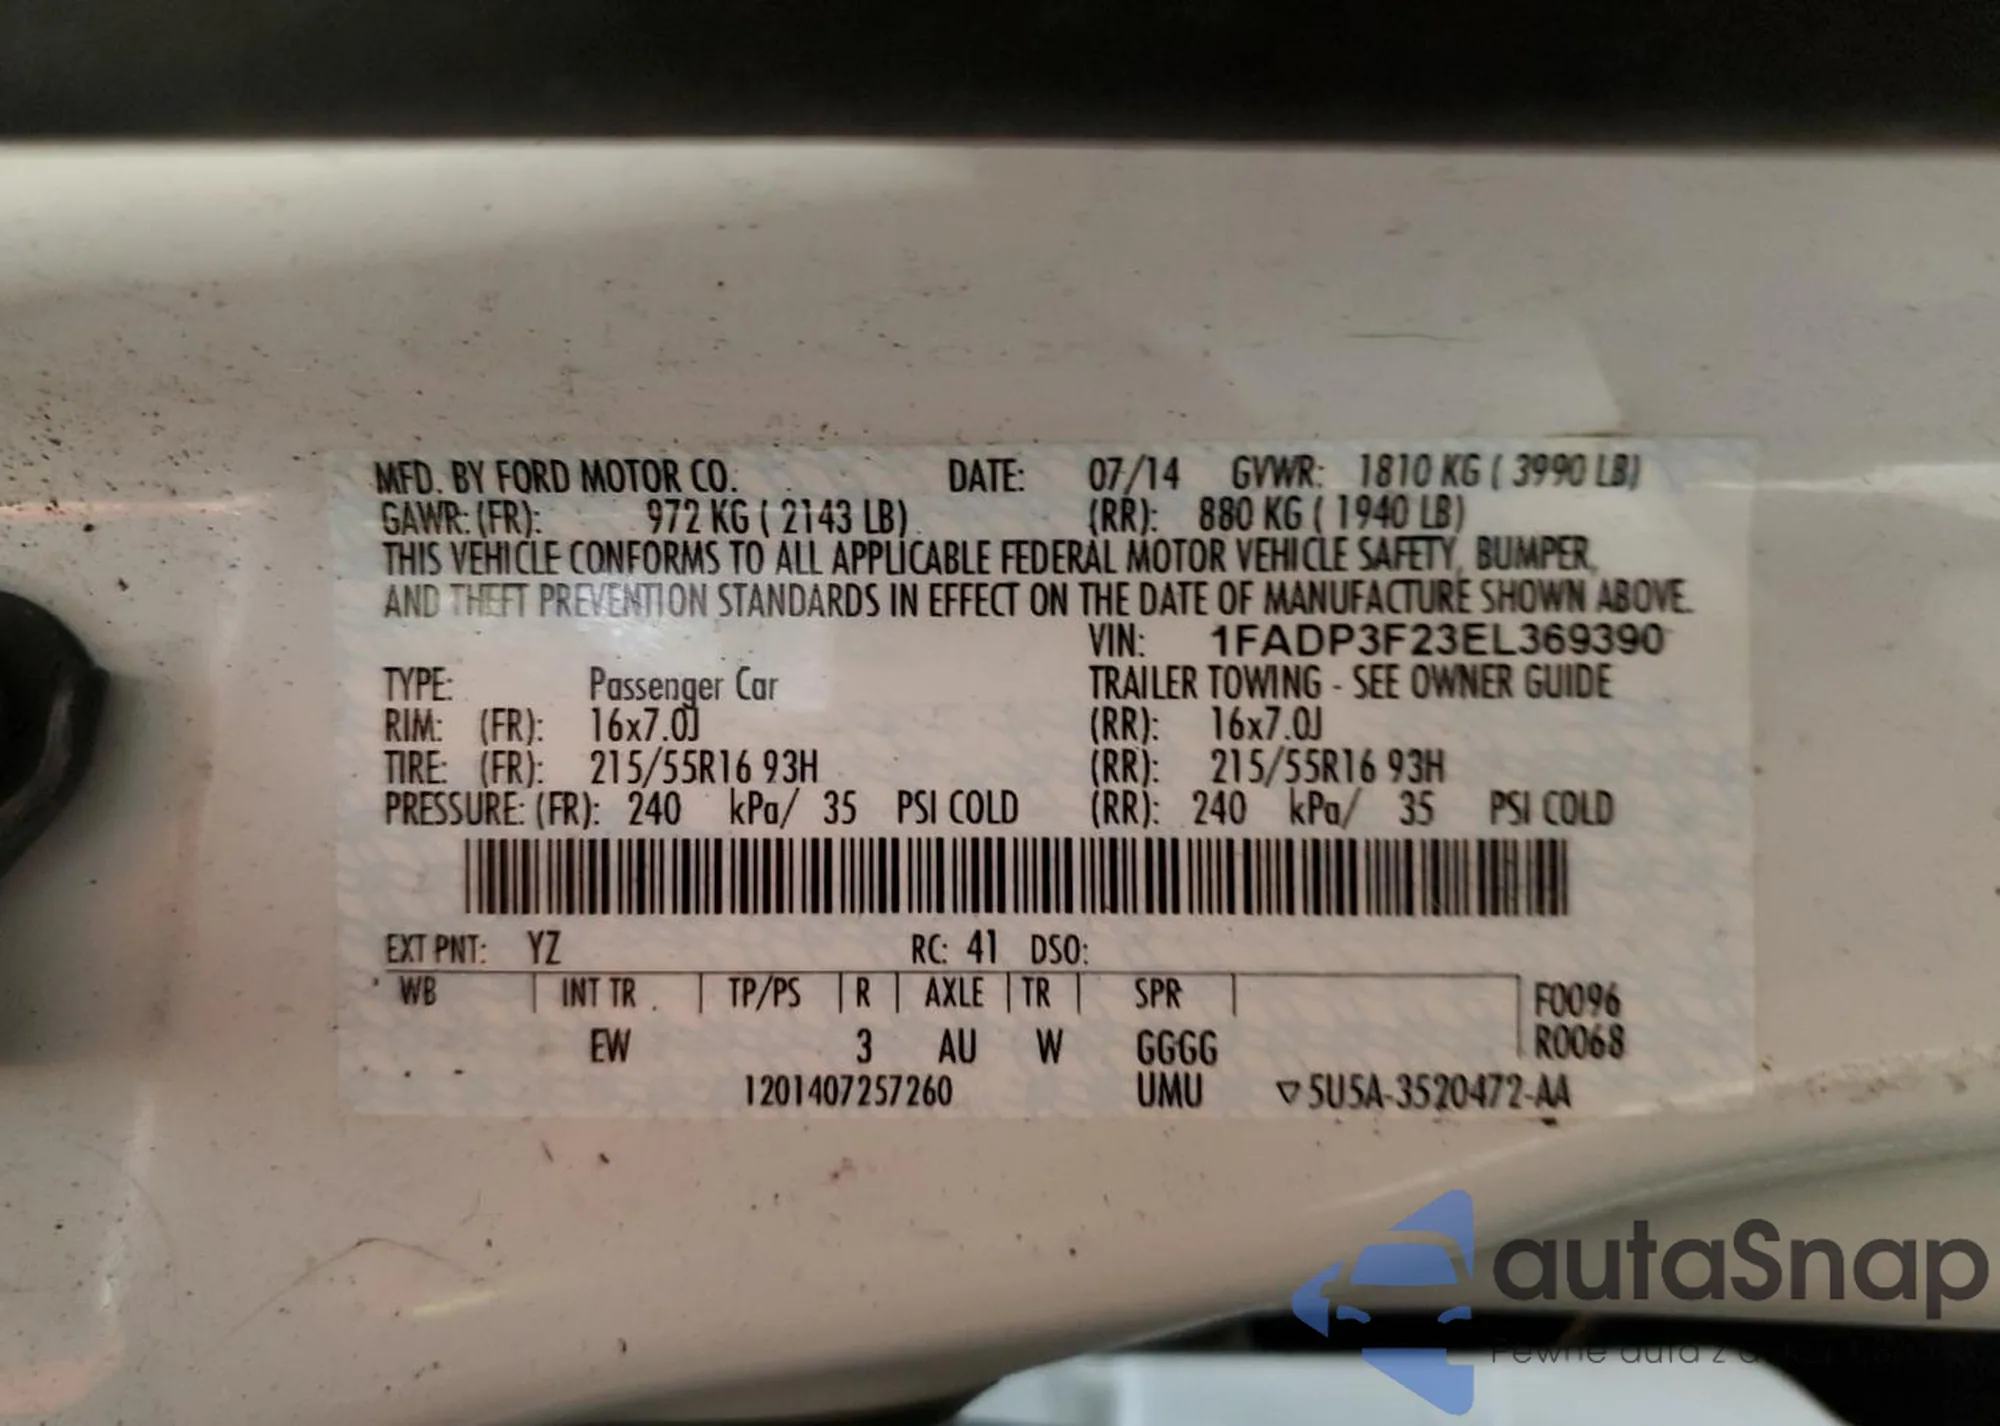 MFD. BY FORD MOTOR CO. DATE: 07/14 GVWR: 1810 KG ( 3990 LB)
GAWR: (FR): 972 KG ( 2143 LB) (RR): 880 KG ( 1940 LB)
THIS VEHICLE CONFORMS TO ALL APPLICABLE FEDERAL MOTOR VEHICLE SAFETY, BUMPER,
AND THEFT PREVENTION STANDARDS IN EFFECT ON THE DATE OF MANUFACTURE SHOWN ABOVE.
VIN: 1FADP3F23EL369390
TYPE: Passenger Car TRAILER TOWING - SEE OWNER GUIDE
RIM: (FR): 16x7.0J (RR): 16x7.0J
TIRE: (FR): 215/55R16 93H (RR): 215/55R16 93H
PRESSURE: (FR): 240 kPa/ 35 PSI COLD (RR): 240 kPa/ 35 PSI COLD
EXT PNT: YZ RC: 41 DSO:
WB INT TR TP/PS R AXLE TR SPR F0096
EW 3 AU W GGGG R0068
1201407257260 UMU ▽5U5A-3520472-AA
autaSnap
Pewne auta z